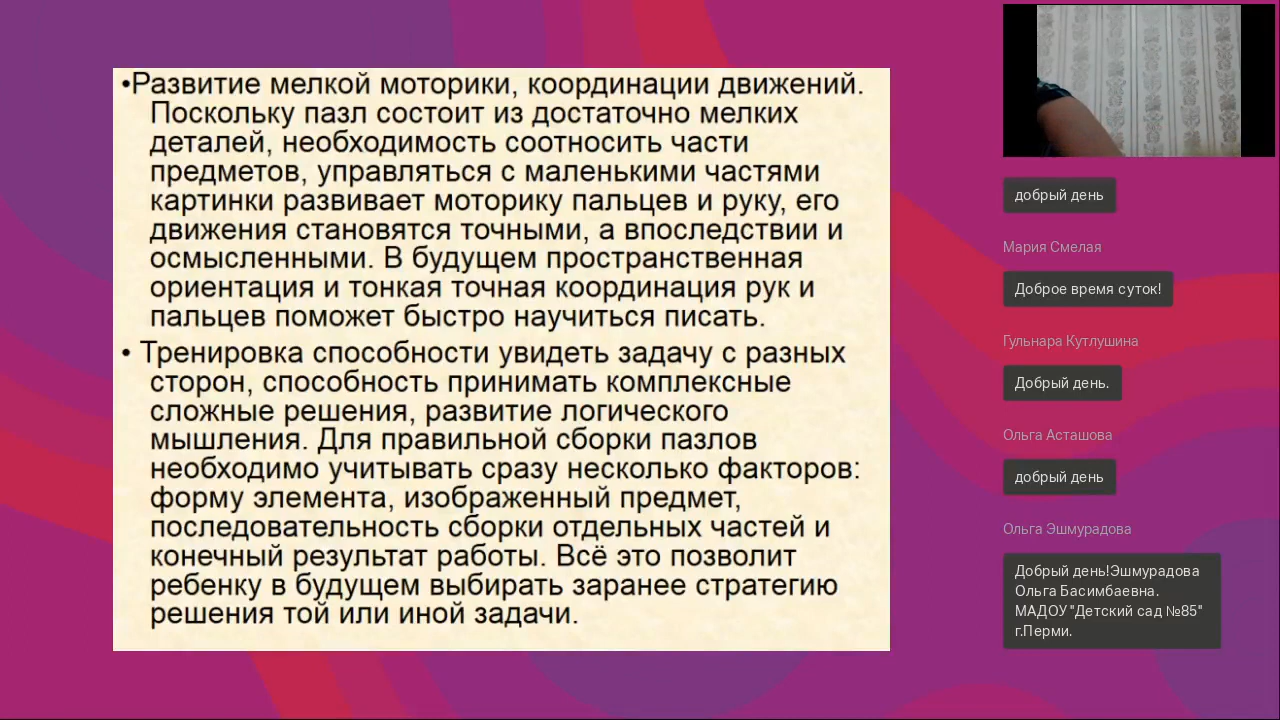 •Развитие мелкой моторики, координации движений.
Поскольку пазл состоит из достаточно мелких
деталей, необходимость соотносить части
предметов, управляться с маленькими частями
картинки развивает моторику пальцев и руку, его
движения становятся точными, а впоследствии и
осмысленными. В будущем пространственная
ориентация и тонкая точная координация рук и
пальцев поможет быстро научиться писать.
• Тренировка способности увидеть задачу с разных
сторон, способность принимать комплексные
сложные решения, развитие логического
мышления. Для правильной сборки пазлов
необходимо учитывать сразу несколько факторов:
форму элемента, изображенный предмет,
последовательность сборки отдельных частей и
конечный результат работы. Всё это позволит
ребенку в будущем выбирать заранее стратегию
решения той или иной задачи.
добрый день
Мария Смелая
Доброе время суток!
Гульнара Кутлушина
Добрый день.
Ольга Асташова
добрый день
Ольга Эшмурадова
Добрый день!Эшмурадова
Ольга Басимбаевна.
МАДОУ "Детский сад №85"
г.Перми.